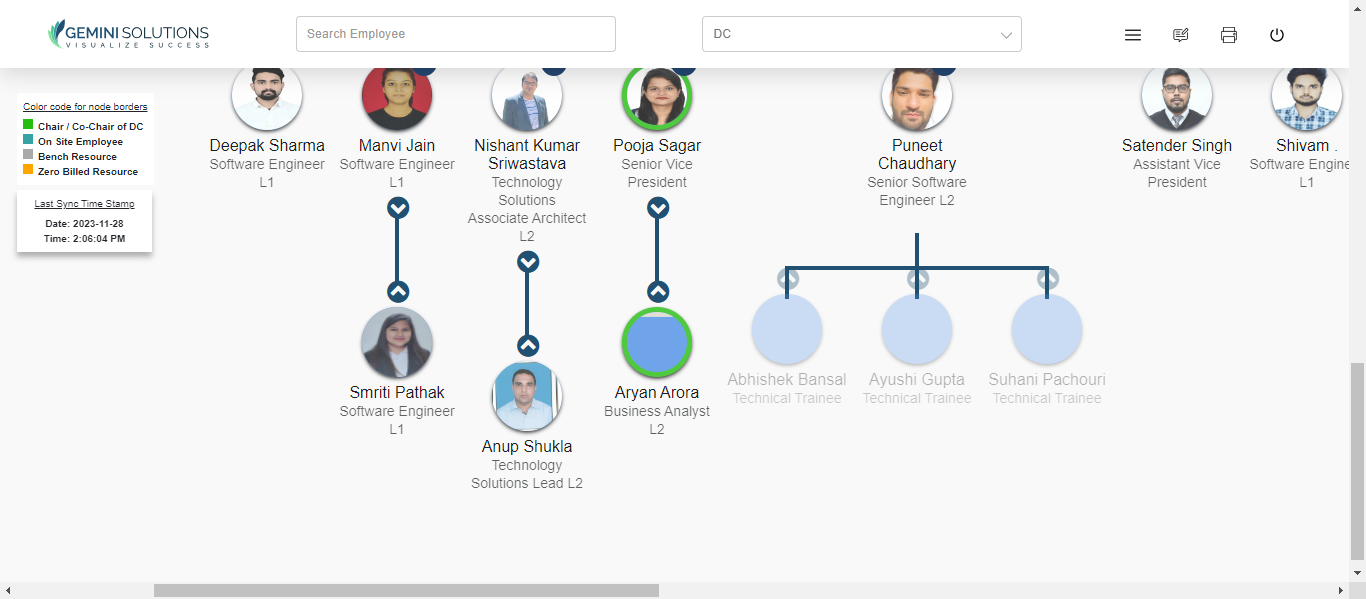 GEMINI SOLUTIONS
VISUALIZE SUCCESS
Search Employee
DC
Color code for node borders
Chair / Co-Chair of DC
On Site Employee
Bench Resource
Zero Billed Resource
Last Sync Time Stamp
Date: 2023-11-28
Time: 2:06:04 PM
Deepak Sharma
Software Engineer
L1
Manvi Jain
Software Engineer
L1
Nishant Kumar
Sriwastava
Technology
Solutions
Associate Architect
L2
Pooja Sagar
Senior Vice
President
Puneet
Chaudhary
Senior Software
Engineer L2
Satender Singh
Assistant Vice
President
Shivam .
Software Engine
L1
Smriti Pathak
Software Engineer
L1
Anup Shukla
Technology
Solutions Lead L2
Aryan Arora
Business Analyst
L2
Abhishek Bansal
Technical Trainee
Ayushi Gupta
Technical Trainee
Suhani Pachouri
Technical Trainee